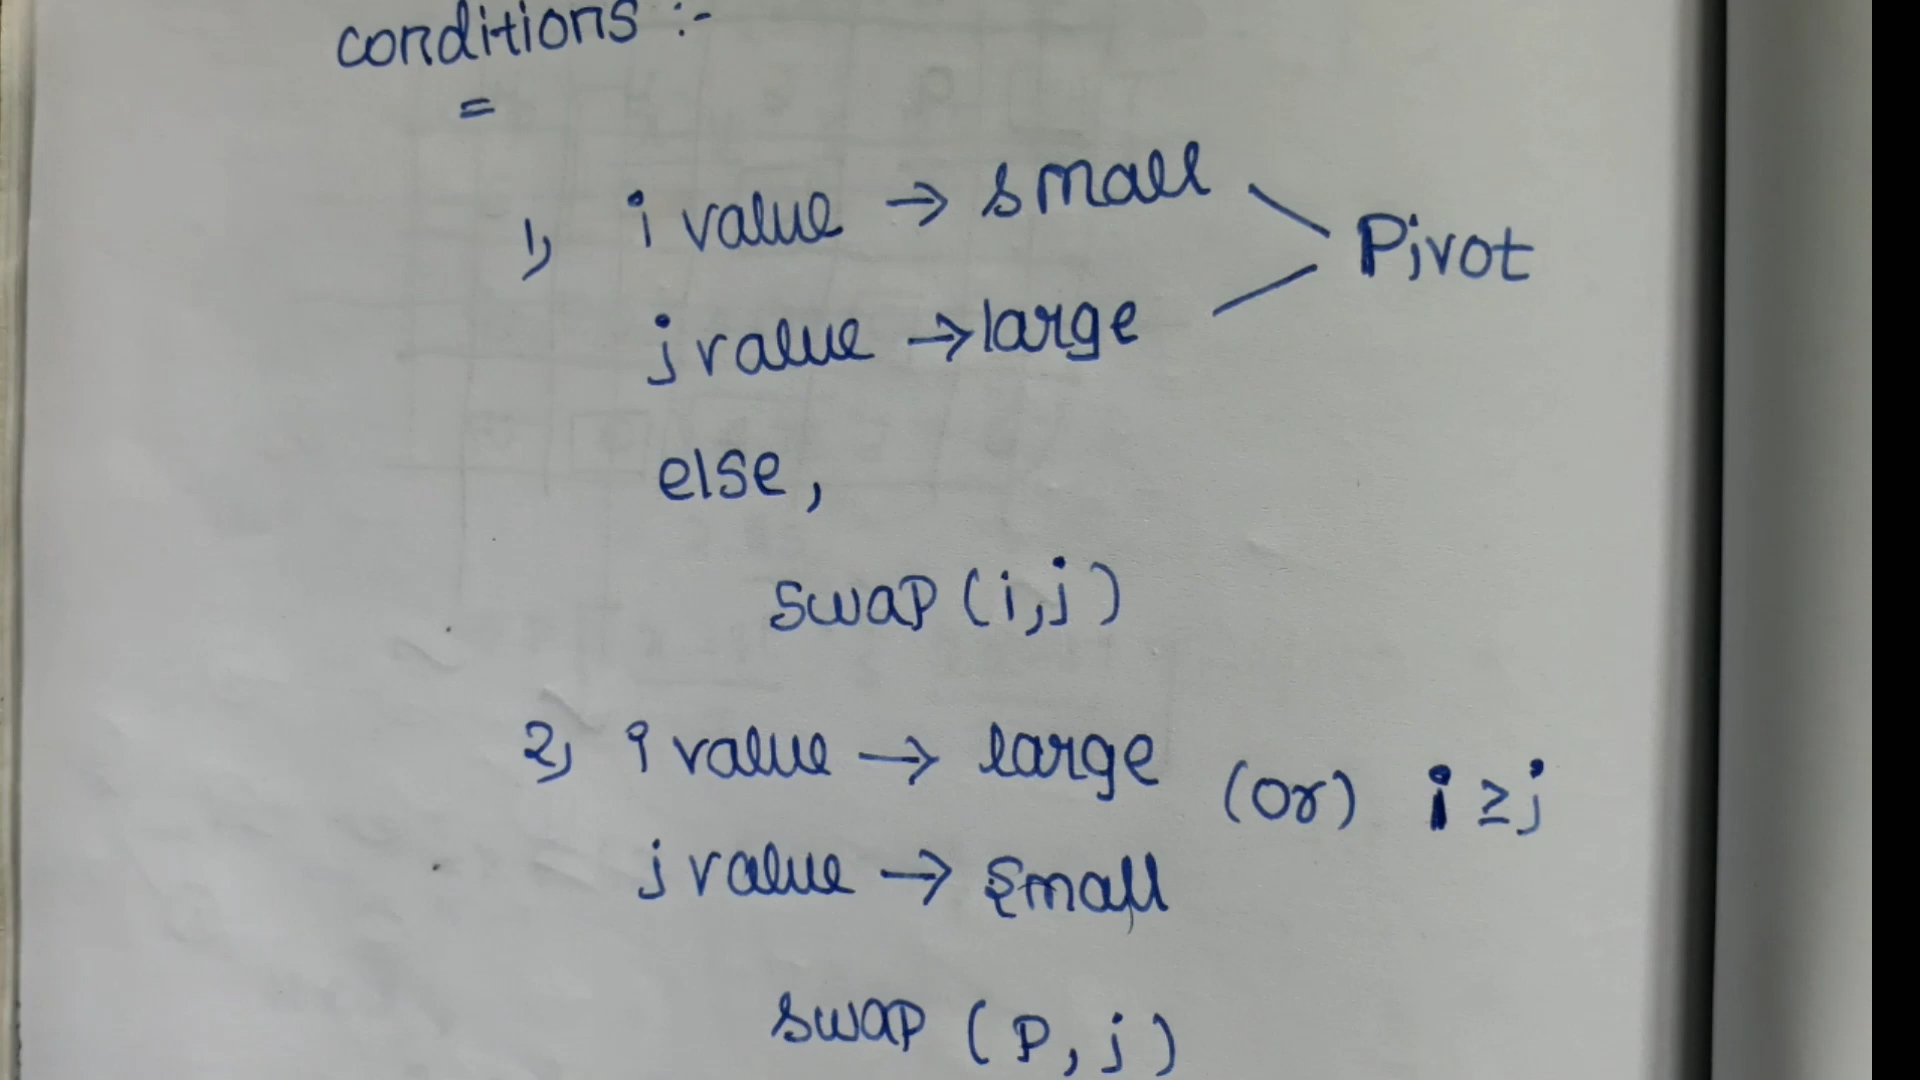 conditions :-
=
1, i value → small
Pivot
j value → large
else,
swap (i,j)
2, i value → large (or) i ≥ j
j value → small
swap (P, j)